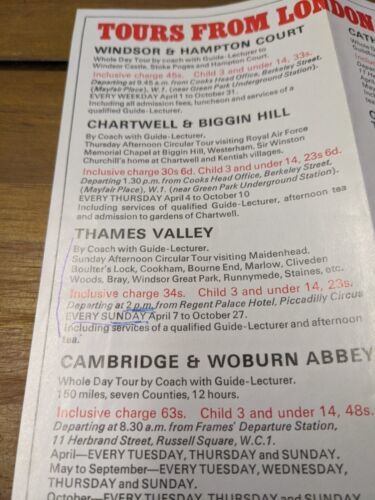 TOURS FROM LONDON
WINDSOR & HAMPTON COURT
Whole Day Tour by Coach with Guide-Lecturer to
Windsor Castle, Stoke Poges and Hampton Court.
Inclusive charge 45s. Child 3 and under 14, 33s.
Departing at 9.45 a.m. from Cooks Head Office, Berkeley Street,
(Mayfair Place), W.1. (near Green Park Underground Station).
EVERY WEEKDAY April 1 to October 31.
Including all admission fees, luncheon and services of a
qualified Guide-Lecturer.
CHARTWELL & BIGGIN HILL
By Coach with Guide-Lecturer.
Thursday Afternoon Circular Tour visiting Royal Air Force
Memorial Chapel at Biggin Hill, Westerham, Sir Winston
Churchill's home at Chartwell and Kentish villages.
Inclusive charge 30s 6d. Child 3 and under 14, 23s 6d.
Departing 1.30 p.m. from Cooks Head Office, Berkeley Street,
(Mayfair Place), W.1. (near Green Park Underground Station).
EVERY THURSDAY April 4 to October 10
Including services of qualified Guide-Lecturer, afternoon tea
and admission to gardens of Chartwell.
THAMES VALLEY
By Coach with Guide-Lecturer.
Sunday Afternoon Circular Tour visiting Maidenhead,
Boulter's Lock, Cookham, Bourne End, Marlow, Cliveden
Woods, Bray, Windsor Great Park, Runnymede, Staines, etc.
Inclusive charge 34s. Child 3 and under 14, 23s.
Departing at 2 p.m. from Regent Palace Hotel, Piccadilly Circus
EVERY SUNDAY April 7 to October 27.
Including services of a qualified Guide-Lecturer and afternoon
tea.
CAMBRIDGE & WOBURN ABBEY
Whole Day Tour by Coach with Guide-Lecturer.
150 miles, seven Counties, 12 hours.
Inclusive charge 63s. Child 3 and under 14, 48s.
Departing at 8.30 a.m. from Frames' Departure Station,
11 Herbrand Street, Russell Square, W.C.1.
April—EVERY TUESDAY, THURSDAY and SUNDAY.
May to September—EVERY TUESDAY, WEDNESDAY,
THURSDAY and SUNDAY.
October—EVERY TUESDAY, THURSDAY and SUNDAY.